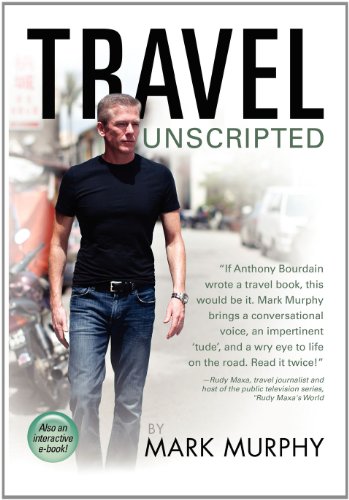 TRAVEL
UNSCRIPTED
“If Anthony Bourdain
wrote a travel book, this
would be it. Mark Murphy
brings a conversational
voice, an impertinent
‘tude’, and a wry eye to life
on the road. Read it twice!”
—Rudy Maxa, travel journalist and
host of the public television series,
“Rudy Maxa's World
Also an
interactive
e-book!
BY
MARK MURPHY